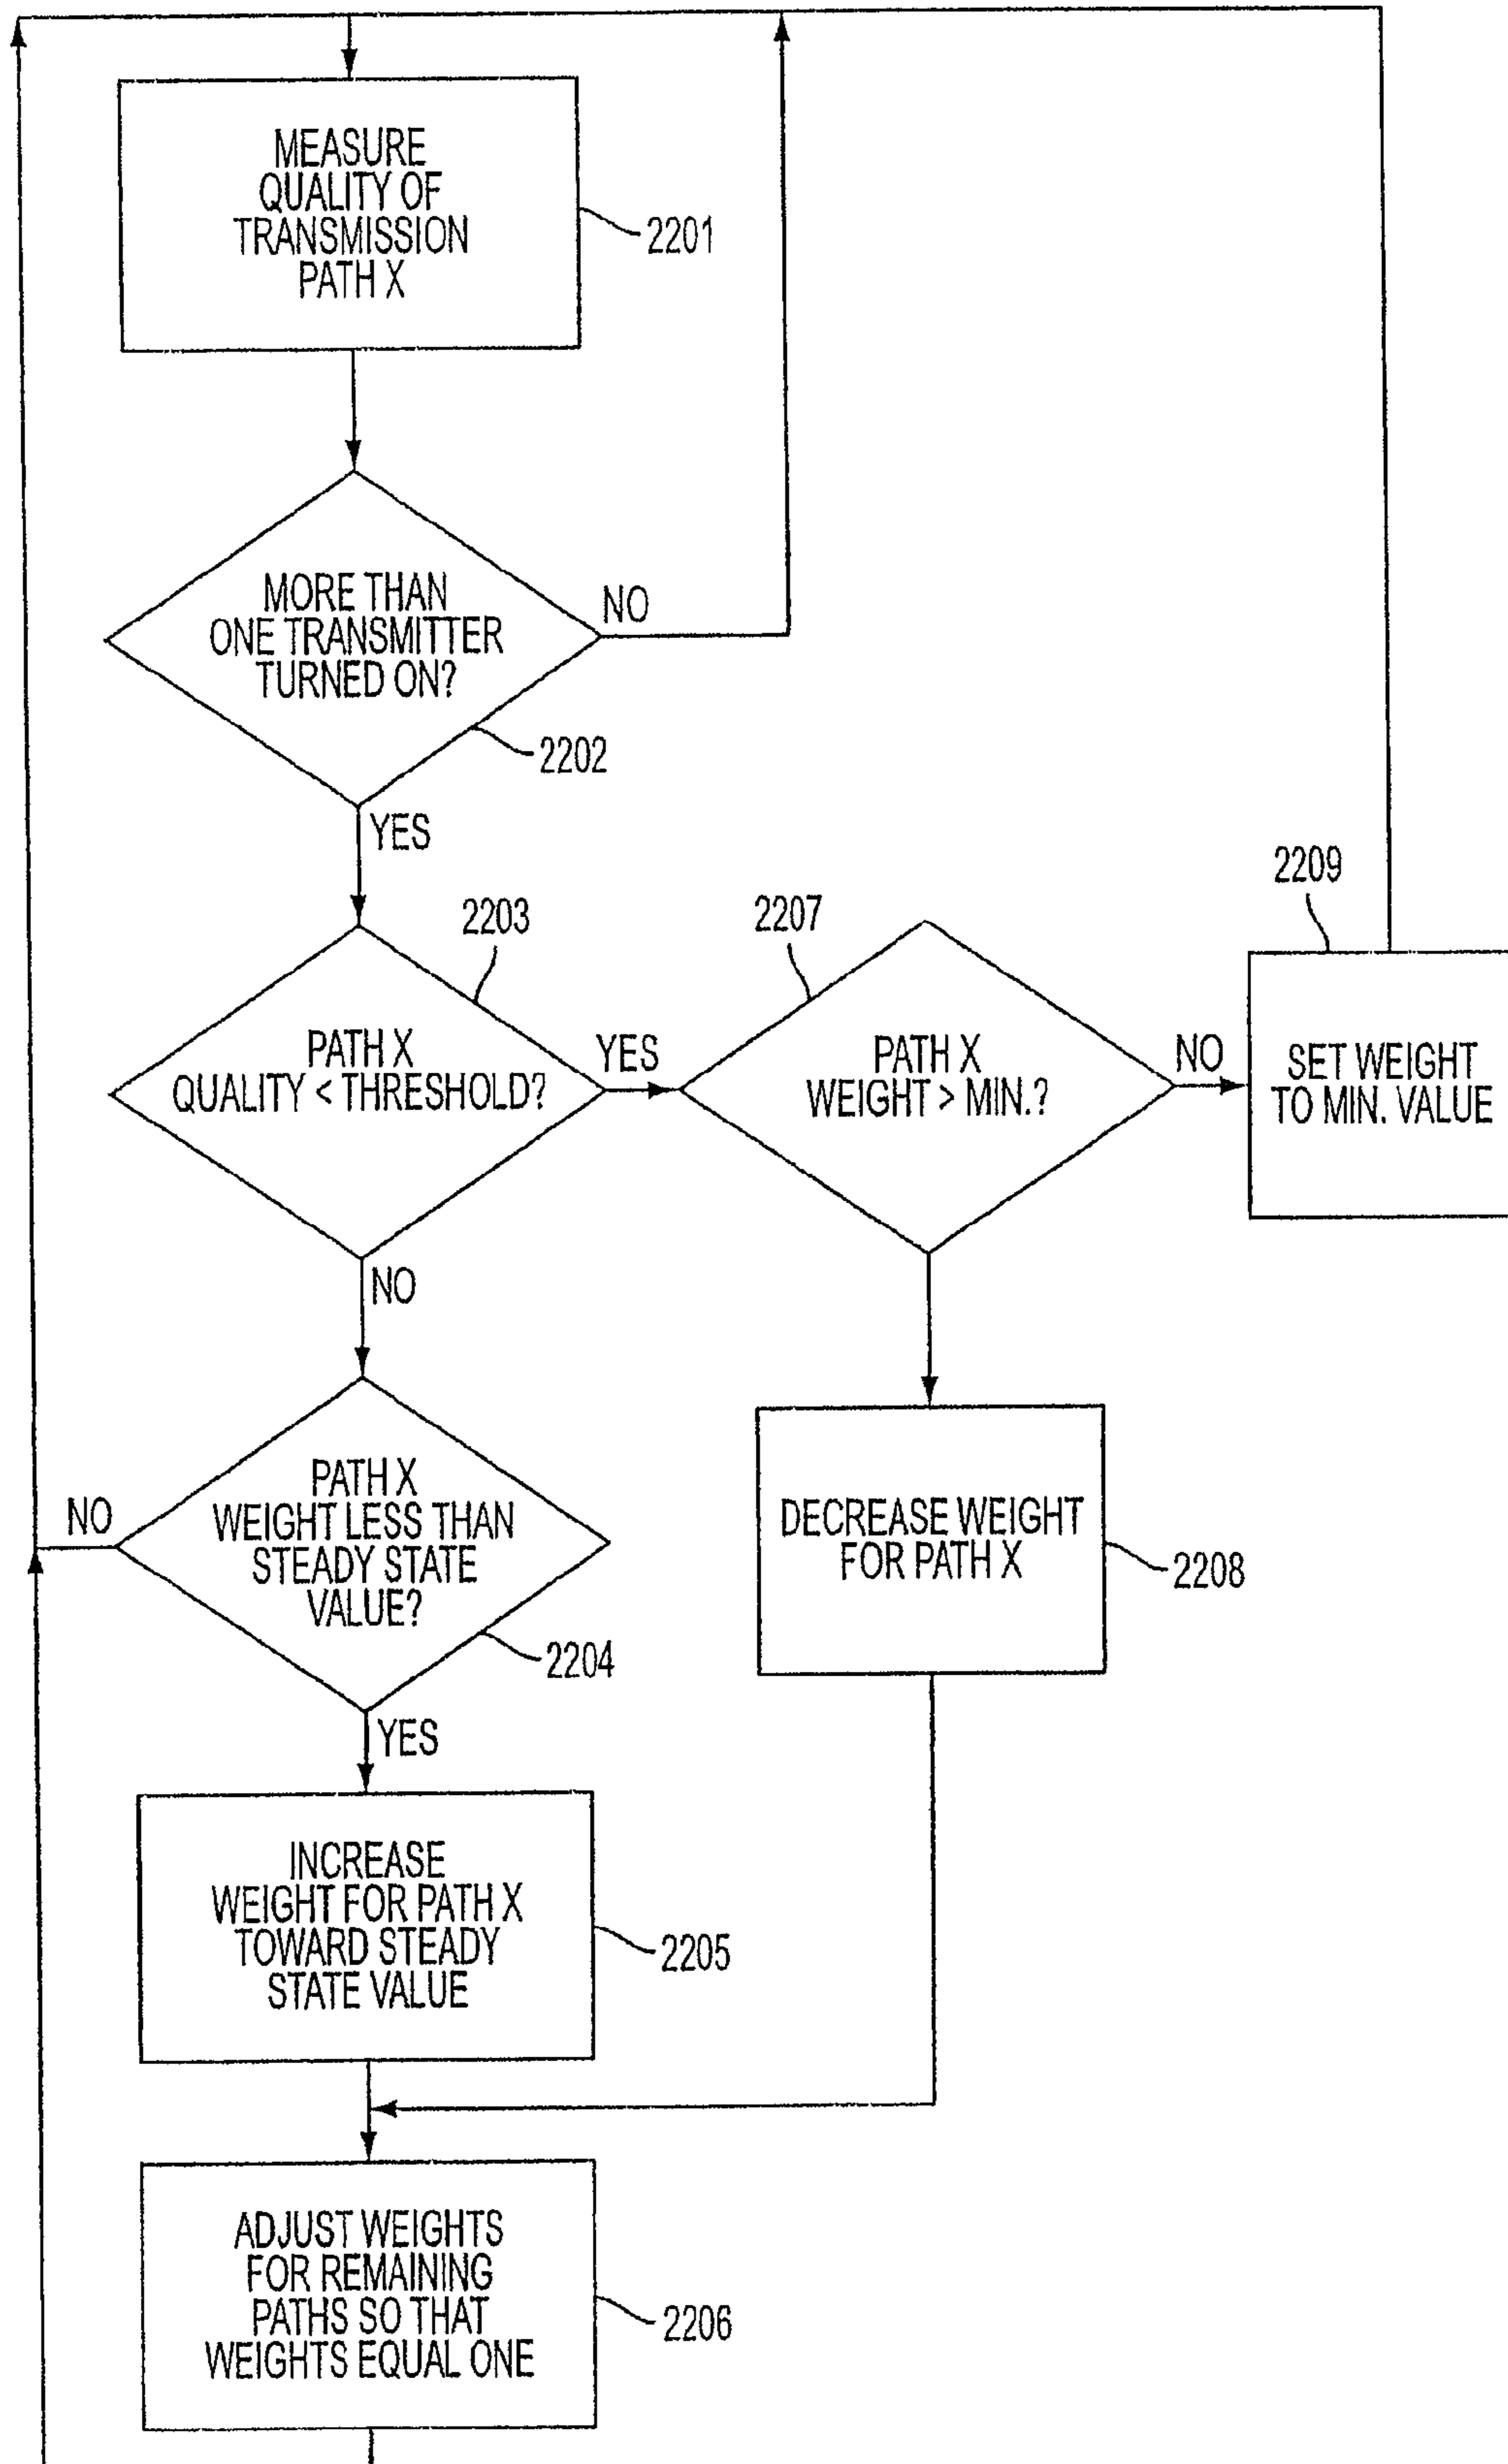 MEASURE
QUALITY OF
TRANSMISSION
PATH X
2201
MORE THAN
ONE TRANSMITTER
TURNED ON?
NO
2202
YES
2203
PATH X
QUALITY < THRESHOLD?
YES
2207
PATH X
WEIGHT > MIN.?
NO
2209
SET WEIGHT
TO MIN. VALUE
NO
PATH X
WEIGHT LESS THAN
STEADY STATE
VALUE?
NO
2204
DECREASE WEIGHT
FOR PATH X
2208
YES
INCREASE
WEIGHT FOR PATH X
TOWARD STEADY
STATE VALUE
2205
ADJUST WEIGHTS
FOR REMAINING
PATHS SO THAT
WEIGHTS EQUAL ONE
2206